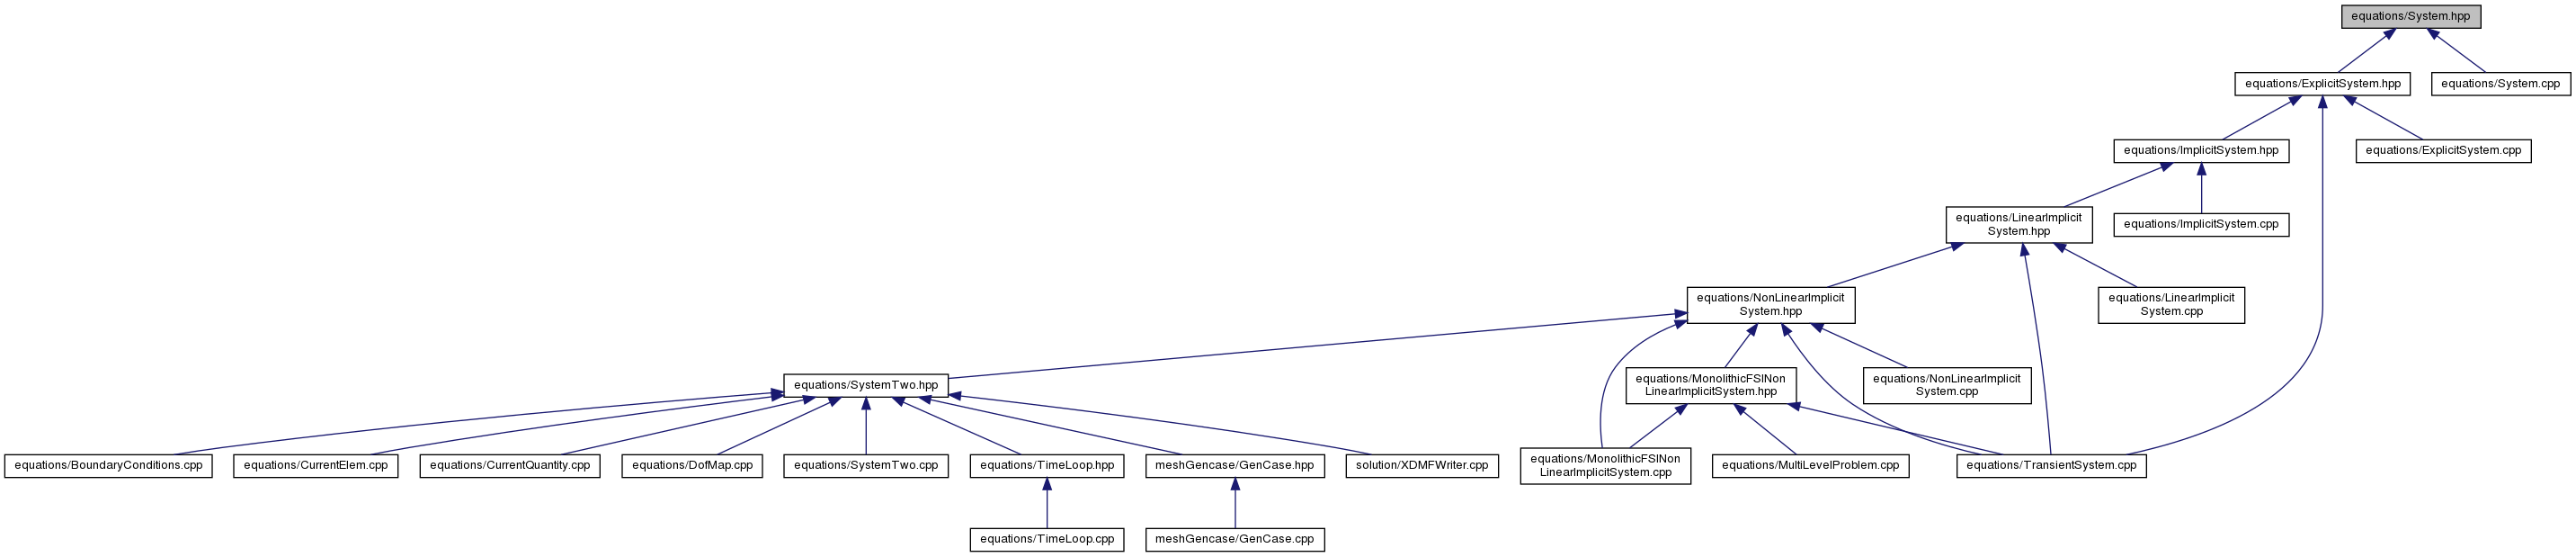 equations/System.hpp
equations/ExplicitSystem.hpp
equations/System.cpp
equations/ImplicitSystem.hpp
equations/ExplicitSystem.cpp
equations/LinearImplicit
System.hpp
equations/ImplicitSystem.cpp
equations/NonLinearImplicit
System.hpp
equations/LinearImplicit
System.cpp
equations/SystemTwo.hpp
equations/MonolithicFSINon
LinearImplicitSystem.hpp
equations/NonLinearImplicit
System.cpp
equations/BoundaryConditions.cpp
equations/CurrentElem.cpp
equations/CurrentQuantity.cpp
equations/DofMap.cpp
equations/SystemTwo.cpp
equations/TimeLoop.hpp
meshGencase/GenCase.hpp
solution/XDMFWriter.cpp
equations/MonolithicFSINon
LinearImplicitSystem.cpp
equations/MultiLevelProblem.cpp
equations/TransientSystem.cpp
equations/TimeLoop.cpp
meshGencase/GenCase.cpp